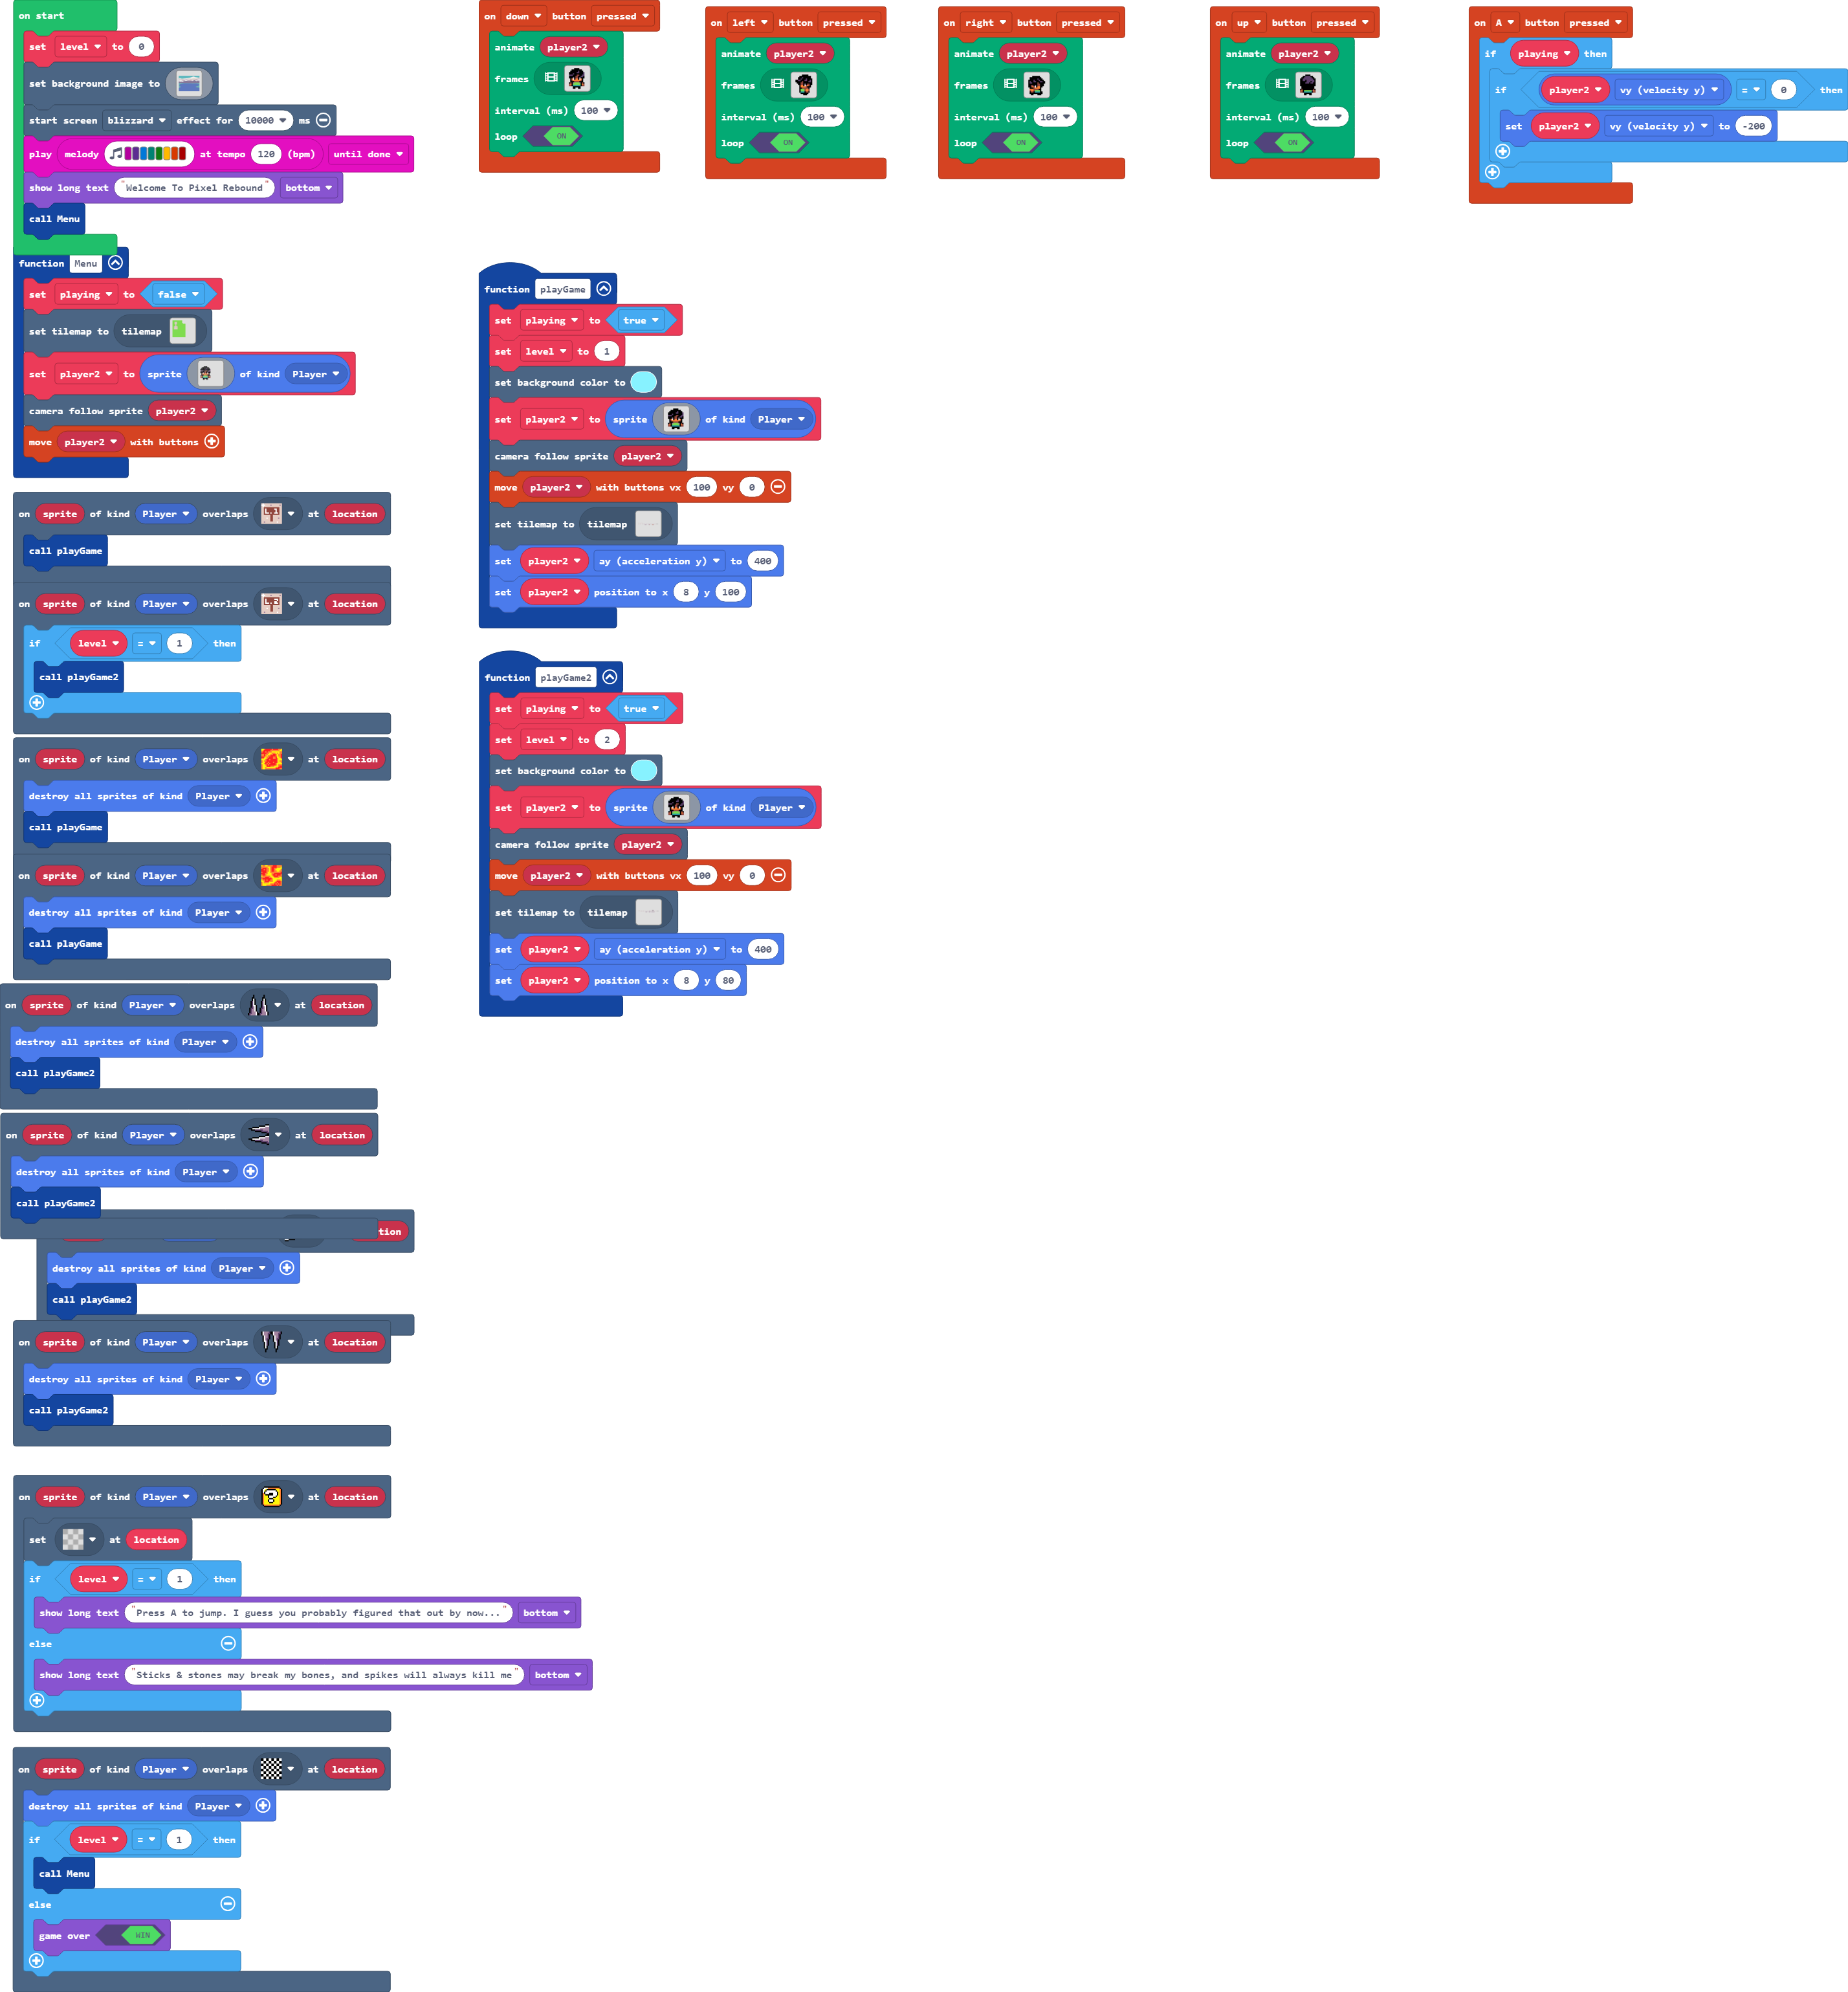 on start
set level to 0
set background image to
start screen blizzard effect for 10000 ms
play melody at tempo 120 (bpm) until done
show long text "Welcome To Pixel Rebound" bottom
call Menu
function Menu
set playing to false
set tilemap to tilemap
set player2 to sprite of kind Player
camera follow sprite player2
move player2 with buttons
on sprite of kind Player overlaps at location
call playGame
on sprite of kind Player overlaps at location
if level = 1 then
call playGame2
on sprite of kind Player overlaps at location
destroy all sprites of kind Player
call playGame
on sprite of kind Player overlaps at location
destroy all sprites of kind Player
call playGame
on sprite of kind Player overlaps at location
destroy all sprites of kind Player
call playGame2
on sprite of kind Player overlaps at location
destroy all sprites of kind Player
call playGame2
destroy all sprites of kind Player
call playGame2
on sprite of kind Player overlaps at location
destroy all sprites of kind Player
call playGame2
on sprite of kind Player overlaps at location
set at location
if level = 1 then
show long text "Press A to jump. I guess you probably figured that out by now..." bottom
else
show long text "Sticks & stones may break my bones, and spikes will always kill me" bottom
on sprite of kind Player overlaps at location
destroy all sprites of kind Player
if level = 1 then
call Menu
else
game over WIN
on down button pressed
animate player2
frames
interval (ms) 100
loop ON
on left button pressed
animate player2
frames
interval (ms) 100
loop ON
on right button pressed
animate player2
frames
interval (ms) 100
loop ON
on up button pressed
animate player2
frames
interval (ms) 100
loop ON
on A button pressed
if playing then
if player2 vy (velocity y) = 0 then
set player2 vy (velocity y) to -200
function playGame
set playing to true
set level to 1
set background color to
set player2 to sprite of kind Player
camera follow sprite player2
move player2 with buttons vx 100 vy 0
set tilemap to tilemap
set player2 ay (acceleration y) to 400
set player2 position to x 8 y 100
function playGame2
set playing to true
set level to 2
set background color to
set player2 to sprite of kind Player
camera follow sprite player2
move player2 with buttons vx 100 vy 0
set tilemap to tilemap
set player2 ay (acceleration y) to 400
set player2 position to x 8 y 80